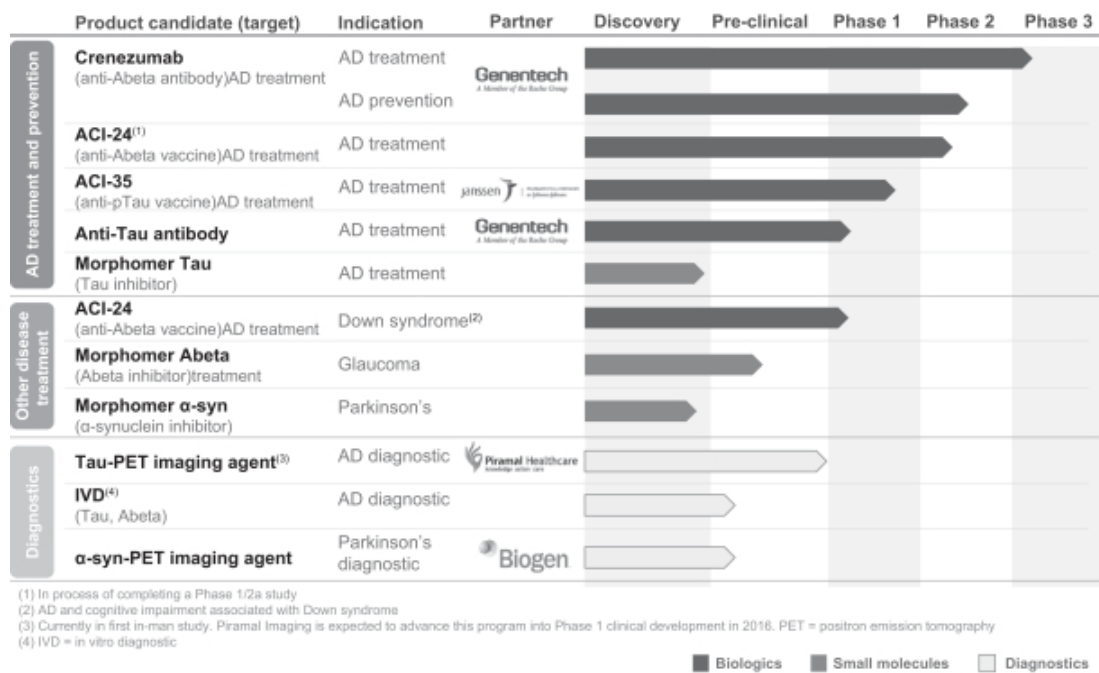 Product candidate (target) Indication Partner Discovery Pre-clinical Phase 1 Phase 2 Phase 3
AD treatment and prevention
Crenezumab
(anti-Abeta antibody)AD treatment
AD treatment
Genentech
A Member of the Roche Group
AD prevention
ACI-24(1)
(anti-Abeta vaccine)AD treatment
AD treatment
ACI-35
(anti-pTau vaccine)AD treatment
AD treatment
janssen
Anti-Tau antibody
AD treatment
Genentech
A Member of the Roche Group
Morphomer Tau
(Tau inhibitor)
AD treatment
Other disease
treatment
ACI-24
(anti-Abeta vaccine)AD treatment
Down syndrome(2)
Morphomer Abeta
(Abeta inhibitor)treatment
Glaucoma
Morphomer α-syn
(α-synuclein inhibitor)
Parkinson's
Diagnostics
Tau-PET imaging agent(3)
AD diagnostic
Piramal Healthcare
knowledge action care
IVD(4)
(Tau, Abeta)
AD diagnostic
α-syn-PET imaging agent
Parkinson's
diagnostic
Biogen
(1) In process of completing a Phase 1/2a study
(2) AD and cognitive impairment associated with Down syndrome
(3) Currently in first in-man study. Piramal Imaging is expected to advance this program into Phase 1 clinical development in 2016. PET = positron emission tomography
(4) IVD = in vitro diagnostic
Biologics Small molecules Diagnostics